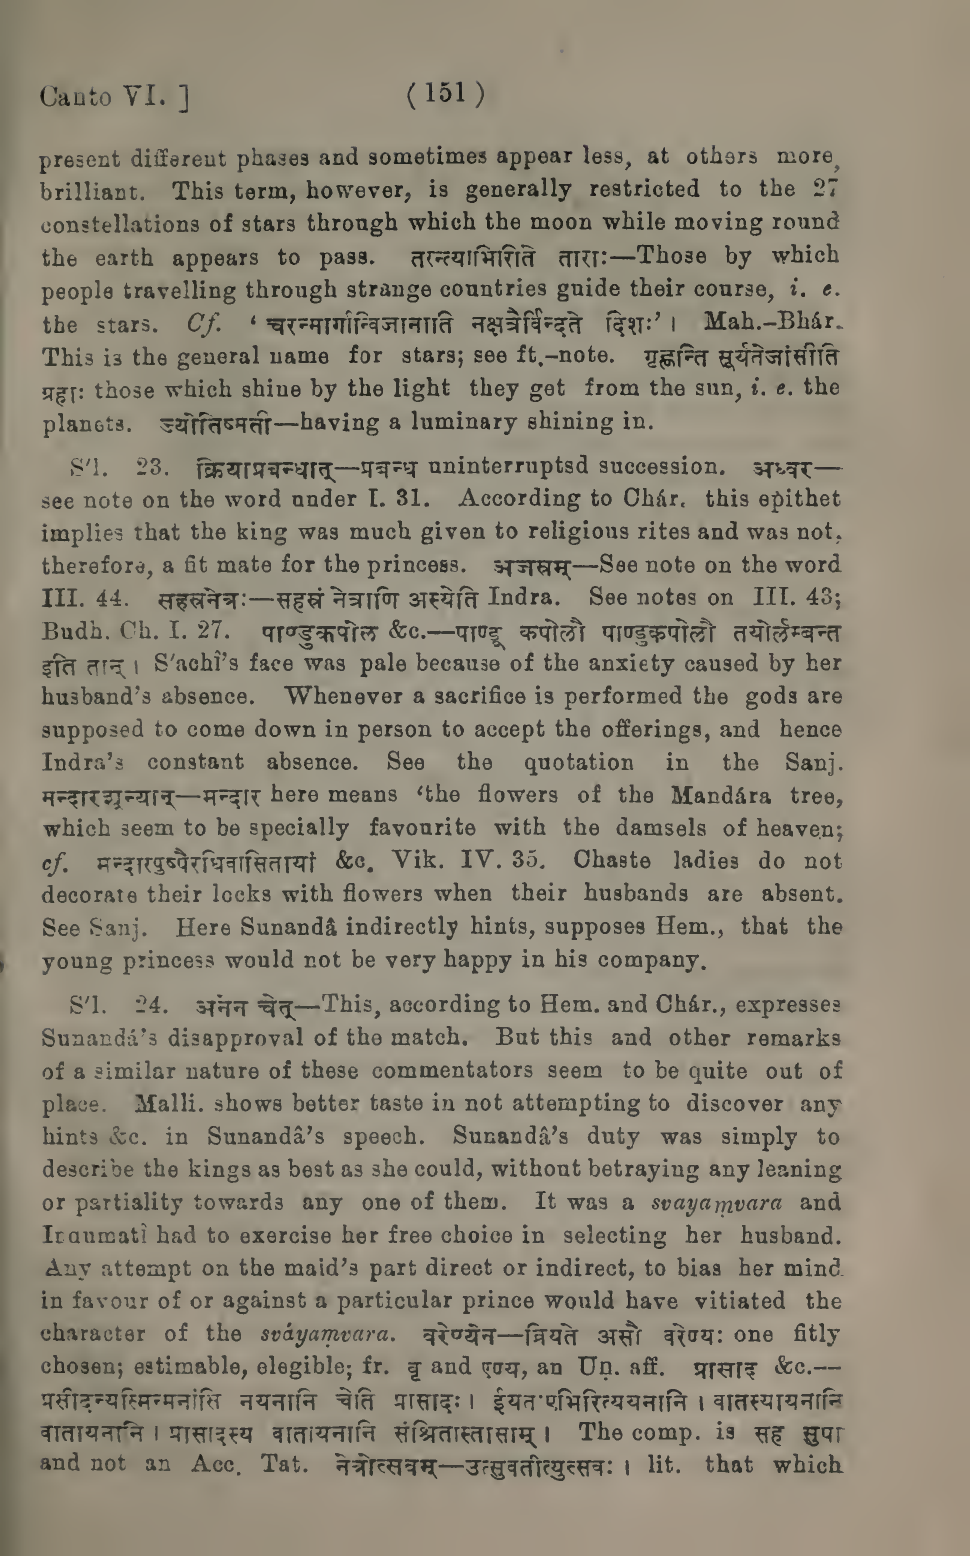 Canto VI. ] ( 151 )
present different phases and sometimes appear less, at others more,
brilliant. This term, however, is generally restricted to the 27
constellations of stars through which the moon while moving round
the earth appears to pass. तरन्त्याभिरिति ताराः—Those by which
people travelling through strange countries guide their course, i. e.
the stars. Cf. ‘ चरन्मार्गान्विजानाति नक्षत्रैर्विन्दते दिशः’ । Mah.-Bhár.
This is the general name for stars; see ft.-note. गृह्णन्ति सूर्यतेजांसीति
ग्रहाः those which shine by the light they get from the sun, i. e. the
planets. ज्योतिष्मती—having a luminary shining in.
S′l. 23. क्रियाप्रबन्धात्—प्रबन्ध uninterrupted succession. अध्वर—
see note on the word under I. 31. According to Chár. this epithet
implies that the king was much given to religious rites and was not,
therefore, a fit mate for the princess. अजस्रम्—See note on the word
III. 44. सहस्रनेत्रः—सहस्रं नेत्राणि अस्येति Indra. See notes on III. 43;
Budh. Ch. I. 27. पाण्डुकपोल &c.—पाण्डू कपोलौ पाण्डुकपोलौ तयोर्लम्बन्त
इति तान् । S′achî’s face was pale because of the anxiety caused by her
husband’s absence. Whenever a sacrifice is performed the gods are
supposed to come down in person to accept the offerings, and hence
Indra’s constant absence. See the quotation in the Sanj.
मन्दारशून्यान्—मन्दार here means ‘the flowers of the Mandára tree,
which seem to be specially favourite with the damsels of heaven;
cf. मन्दारपुष्पैरधिवासितायां &c. Vik. IV. 35. Chaste ladies do not
decorate their locks with flowers when their husbands are absent.
See Sanj. Here Sunandâ indirectly hints, supposes Hem., that the
young princess would not be very happy in his company.
S′l. 24. अनेन चेत्—This, according to Hem. and Chár., expresses
Sunandá’s disapproval of the match. But this and other remarks
of a similar nature of these commentators seem to be quite out of
place. Malli. shows better taste in not attempting to discover any
hints &c. in Sunandâ’s speech. Sunandâ’s duty was simply to
describe the kings as best as she could, without betraying any leaning
or partiality towards any one of them. It was a svayaṃvara and
Indumatî had to exercise her free choice in selecting her husband.
Any attempt on the maid’s part direct or indirect, to bias her mind
in favour of or against a particular prince would have vitiated the
character of the sváyaṃvara. वरेण्येन—व्रियते असौ वरेण्यः one fitly
chosen; estimable, elegible; fr. वृ and एण्य, an Uṇ. aff. प्रासाद &c.—
प्रसीदन्त्यस्मिन्मनांसि नयनानि चेति प्रासादः । ईयत एभिरित्ययनानि । वातस्यायनानि
वातायनानि । प्रासादस्य वातायनानि संश्रितास्तासाम् । The comp. is सह सुपा
and not an Acc. Tat. नेत्रोत्सवम्—उत्सुवतीत्युत्सवः । lit. that which